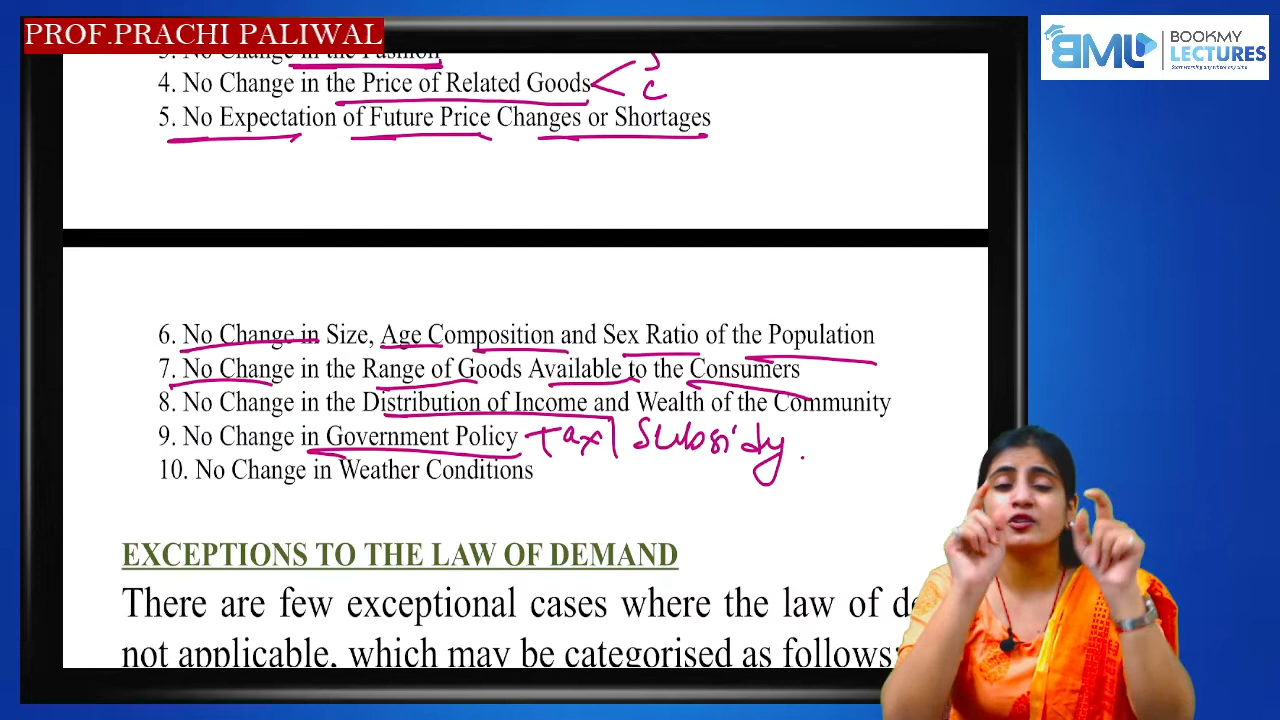 PROF.PRACHI PALIWAL
BOOKMY
BML LECTURES
4. No Change in the Price of Related Goods
C
5. No Expectation of Future Price Changes or Shortages
6. No Change in Size, Age Composition and Sex Ratio of the Population
7. No Change in the Range of Goods Available to the Consumers
8. No Change in the Distribution of Income and Wealth of the Community
9. No Change in Government Policy Tax / Subsidy.
10. No Change in Weather Conditions
EXCEPTIONS TO THE LAW OF DEMAND
There are few exceptional cases where the law of
not applicable, which may be categorised as follows: